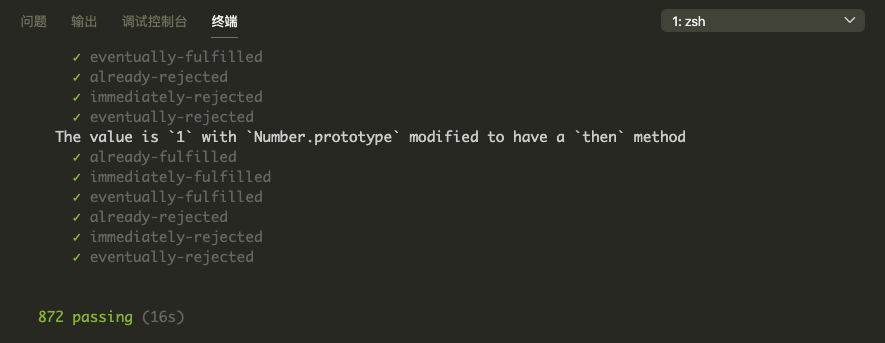 问题 输出 调试控制台 终端 1: zsh
✓ eventually-fulfilled
✓ already-rejected
✓ immediately-rejected
✓ eventually-rejected
The value is `1` with `Number.prototype` modified to have a `then` method
✓ already-fulfilled
✓ immediately-fulfilled
✓ eventually-fulfilled
✓ already-rejected
✓ immediately-rejected
✓ eventually-rejected
872 passing (16s)